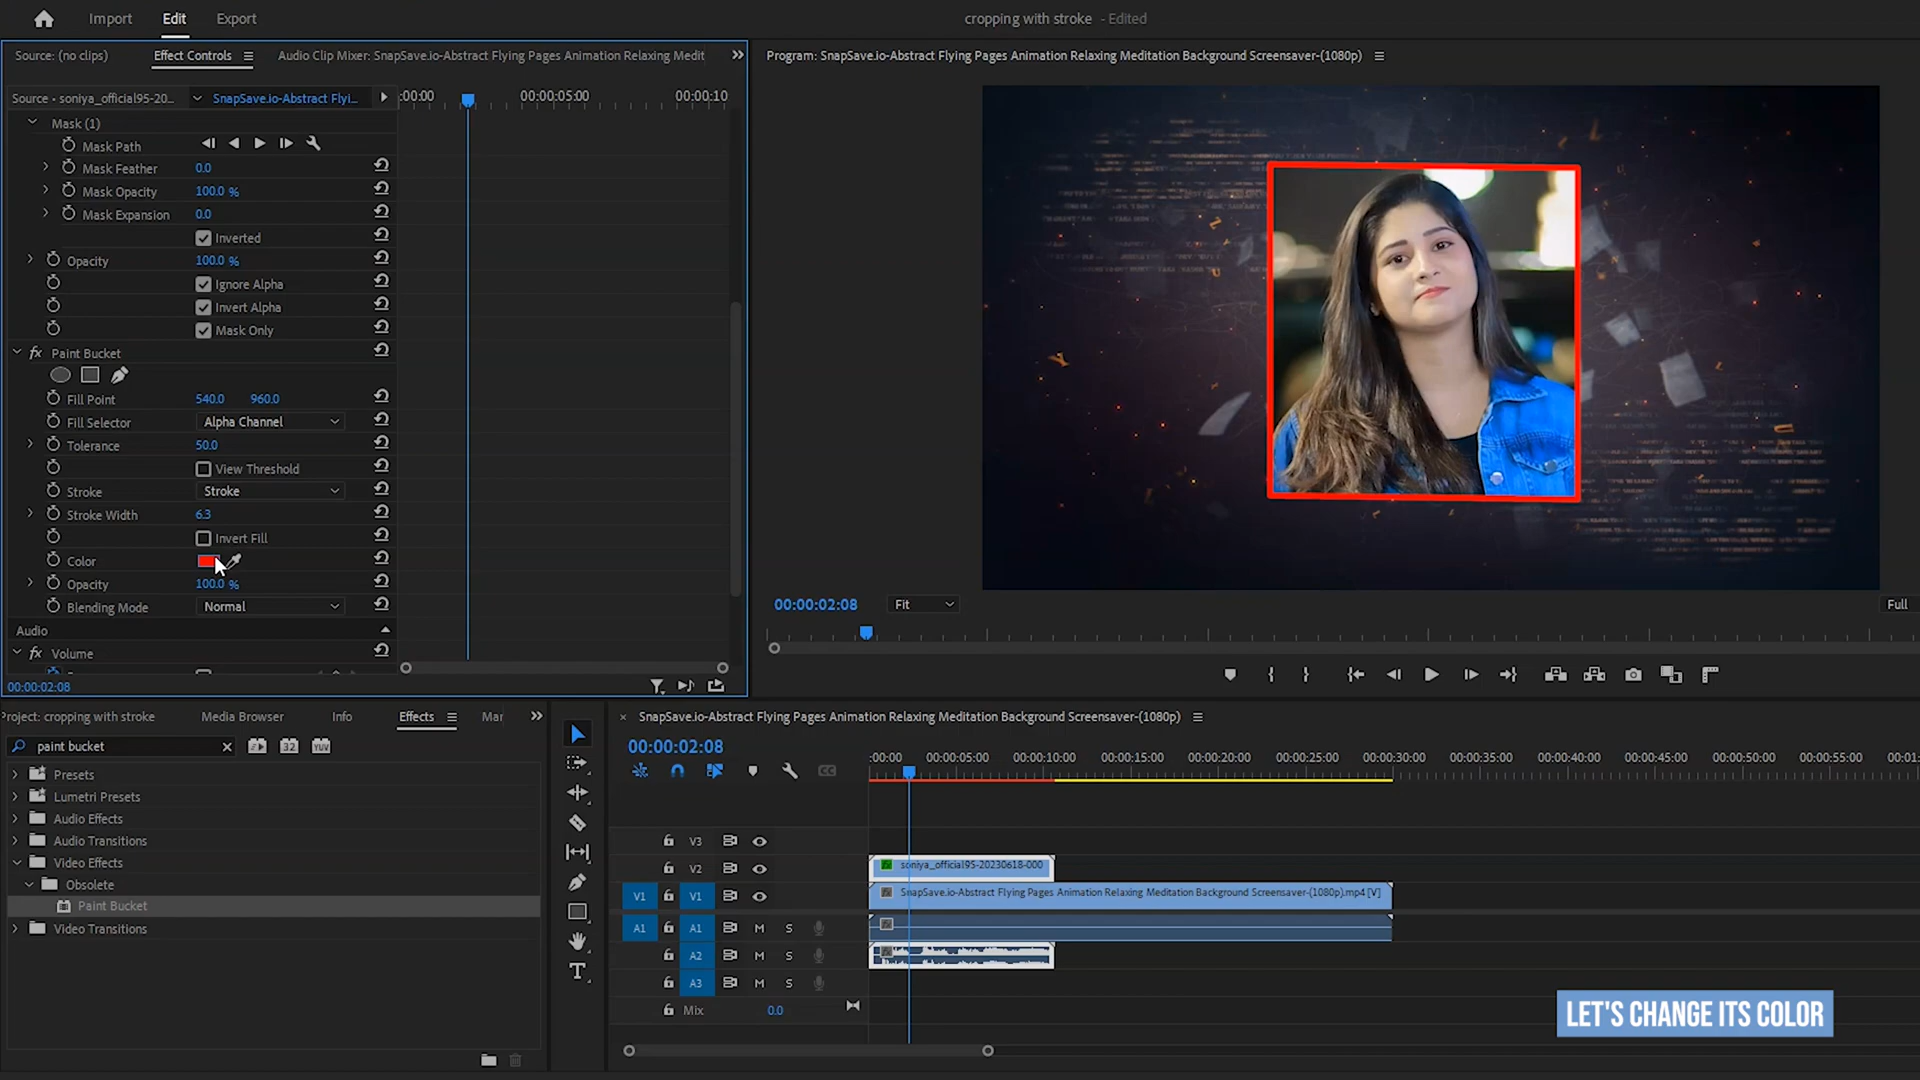 Import Edit Export cropping with stroke - Edited
Source: (no clips) Effect Controls Audio Clip Mixer: SnapSave.io-Abstract Flying Pages Animation Relaxing Medit
Program: SnapSave.io-Abstract Flying Pages Animation Relaxing Meditation Background Screensaver-(1080p)
Source • soniya_official95-20... SnapSave.io-Abstract Flyi... :00:00 00:00:05:00 00:00:10
Mask (1)
Mask Path
Mask Feather 0.0
Mask Opacity 100.0 %
Mask Expansion 0.0
Inverted
Opacity 100.0 %
Ignore Alpha
Invert Alpha
Mask Only
fx Paint Bucket
Fill Point 540.0 960.0
Fill Selector Alpha Channel
Tolerance 50.0
View Threshold
Stroke Stroke
Stroke Width 6.3
Invert Fill
Color
Opacity 100.0 %
Blending Mode Normal
Audio
fx Volume
00:00:02:08
00:00:02:08 Fit Full
Project: cropping with stroke Media Browser Info Effects Mar
paint bucket 32 YUV
Presets
Lumetri Presets
Audio Effects
Audio Transitions
Video Effects
Obsolete
Paint Bucket
Video Transitions
SnapSave.io-Abstract Flying Pages Animation Relaxing Meditation Background Screensaver-(1080p)
00:00:02:08
:00:00 00:00:05:00 00:00:10:00 00:00:15:00 00:00:20:00 00:00:25:00 00:00:30:00 00:00:35:00 00:00:40:00 00:00:45:00 00:00:50:00 00:00:55:00 00:01:
V3
V2 soniya_official95-20230618-000
V1 V1 SnapSave.io-Abstract Flying Pages Animation Relaxing Meditation Background Screensaver-(1080p).mp4 [V]
A1 A1 M S
A2 M S
A3 M S
Mix 0.0
LET'S CHANGE ITS COLOR